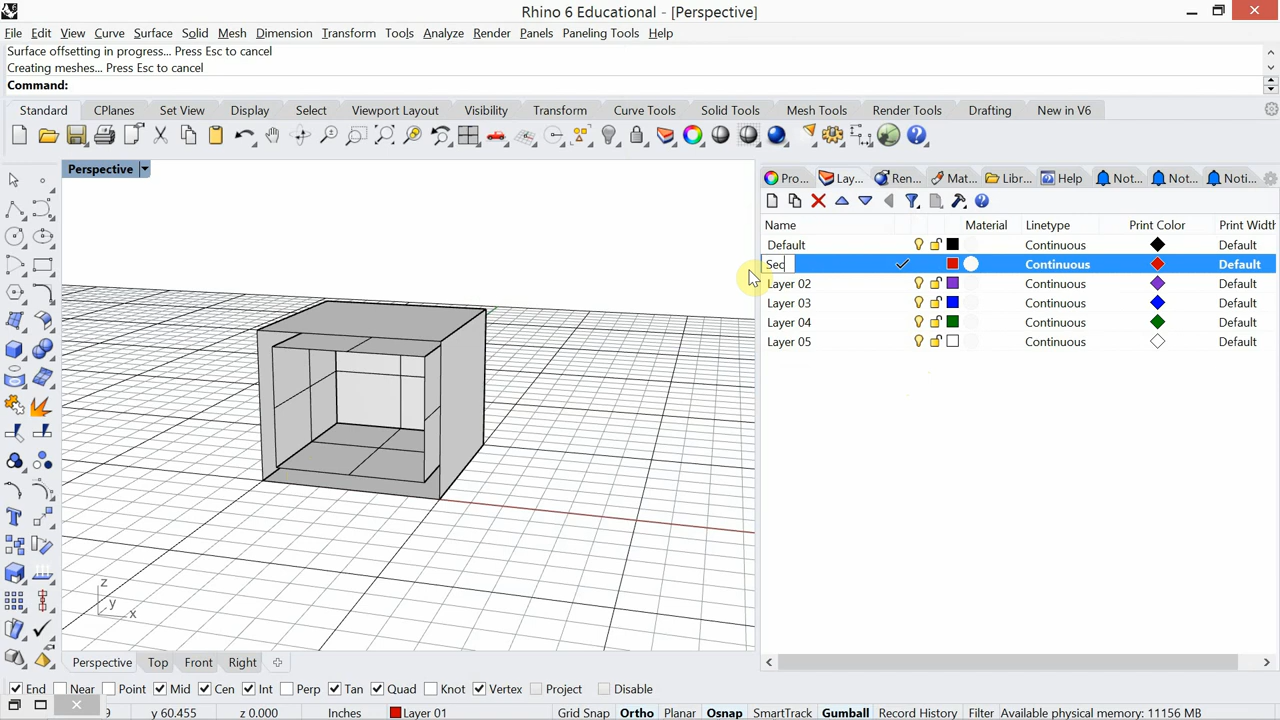 Rhino 6 Educational - [Perspective]
File Edit View Curve Surface Solid Mesh Dimension Transform Tools Analyze Render Panels Paneling Tools Help
Surface offsetting in progress... Press Esc to cancel
Creating meshes... Press Esc to cancel
Command:
Standard CPlanes Set View Display Select Viewport Layout Visibility Transform Curve Tools Solid Tools Mesh Tools Render Tools Drafting New in V6
Perspective
Pro... Lay... Ren... Mat... Libr... Help Not... Not... Noti...
Name Material Linetype Print Color Print Width
Default Continuous Default
Sec Continuous Default
Layer 02 Continuous Default
Layer 03 Continuous Default
Layer 04 Continuous Default
Layer 05 Continuous Default
z
y
x
Perspective Top Front Right
End Near Point Mid Cen Int Perp Tan Quad Knot Vertex Project Disable
9 y 60.455 z 0.000 Inches Layer 01 Grid Snap Ortho Planar Osnap SmartTrack Gumball Record History Filter Available physical memory: 11156 MB